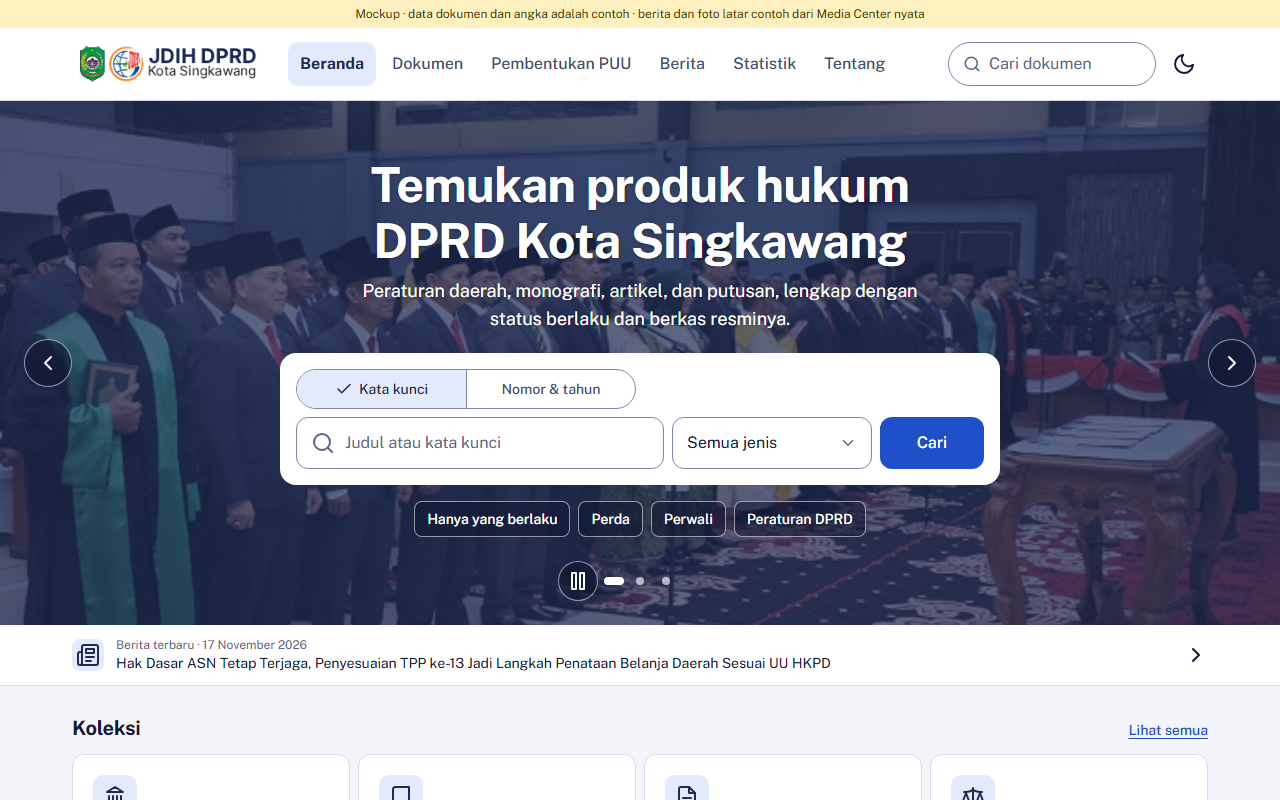 Mockup · data dokumen dan angka adalah contoh · berita dan foto latar contoh dari Media Center nyata
JDIH DPRD
Kota Singkawang
Beranda
Dokumen
Pembentukan PUU
Berita
Statistik
Tentang
Cari dokumen
Temukan produk hukum
DPRD Kota Singkawang
Peraturan daerah, monografi, artikel, dan putusan, lengkap dengan
status berlaku dan berkas resminya.
Kata kunci
Nomor & tahun
Judul atau kata kunci
Semua jenis
Cari
Hanya yang berlaku
Perda
Perwali
Peraturan DPRD
Berita terbaru · 17 November 2026
Hak Dasar ASN Tetap Terjaga, Penyesuaian TPP ke-13 Jadi Langkah Penataan Belanja Daerah Sesuai UU HKPD
Koleksi
Lihat semua